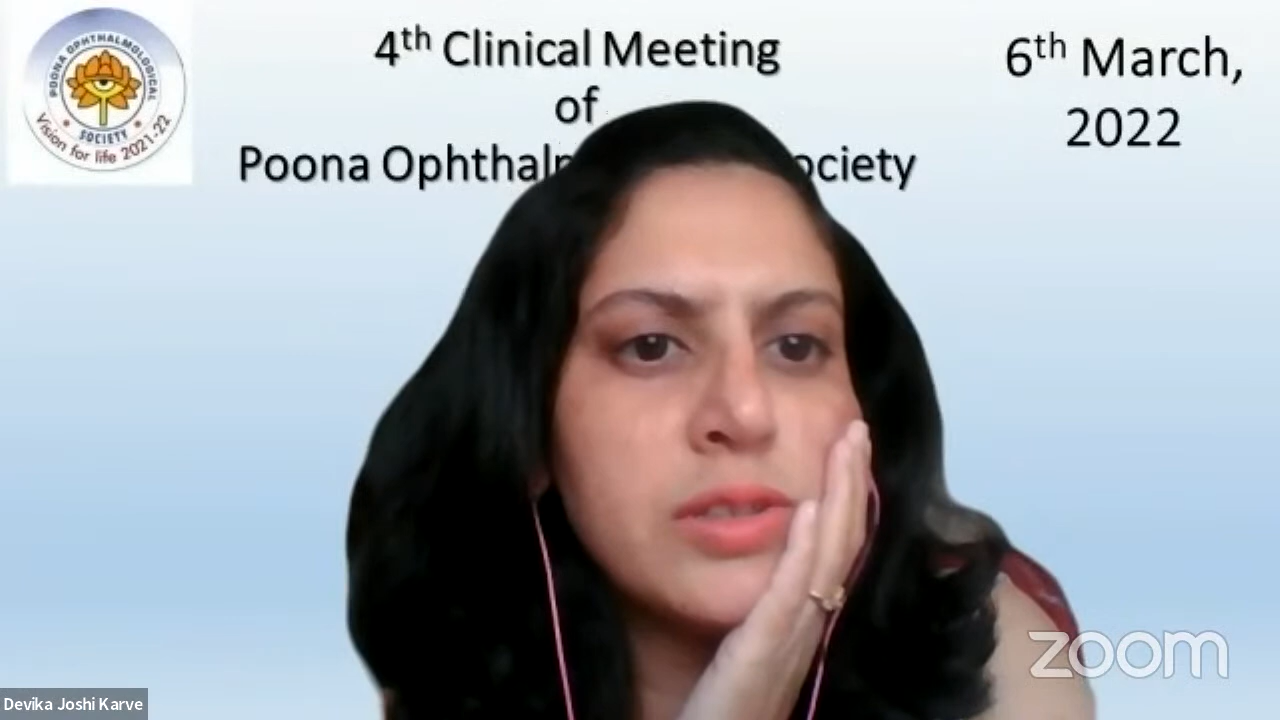 4th Clinical Meeting
of
Poona Ophthal ociety
6th March,
2022
POONA OPHTHALMOLOGICAL
SOCIETY
Vision for life 2021-22
zoom
Devika Joshi Karve